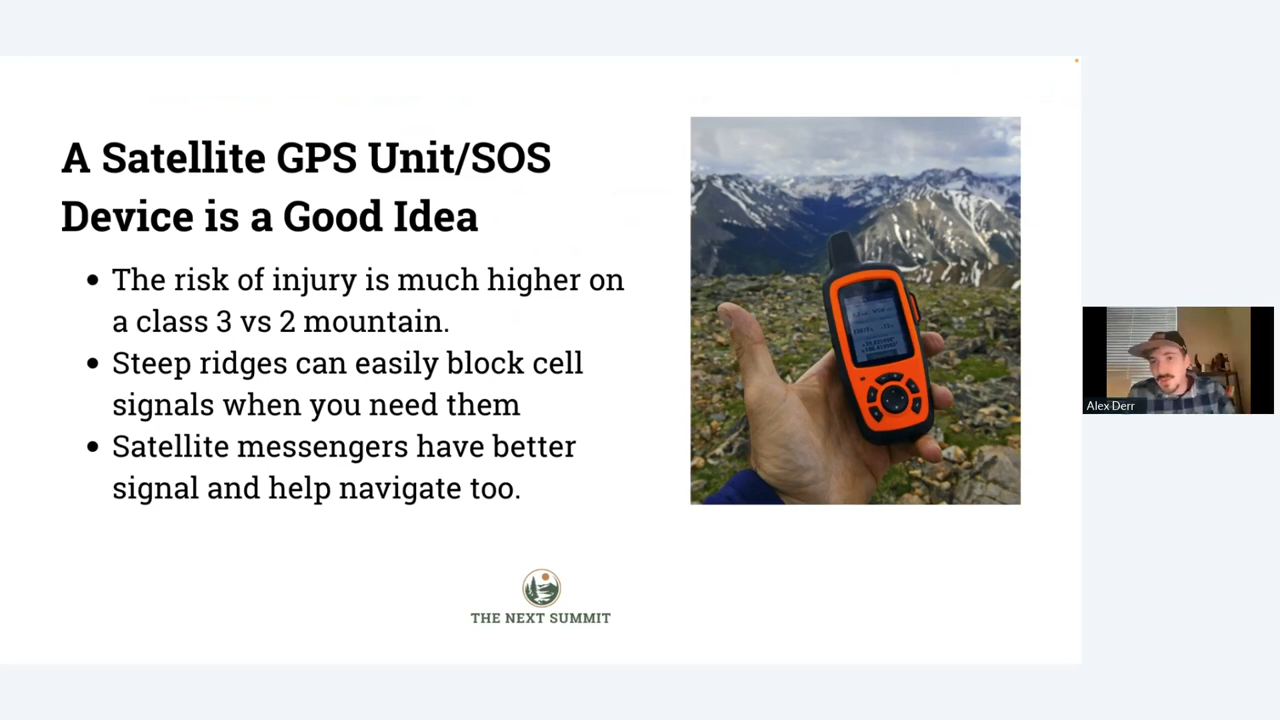 A Satellite GPS Unit/SOS
Device is a Good Idea
• The risk of injury is much higher on
a class 3 vs 2 mountain.
• Steep ridges can easily block cell
signals when you need them
• Satellite messengers have better
signal and help navigate too.
THE NEXT SUMMIT
Alex Derr